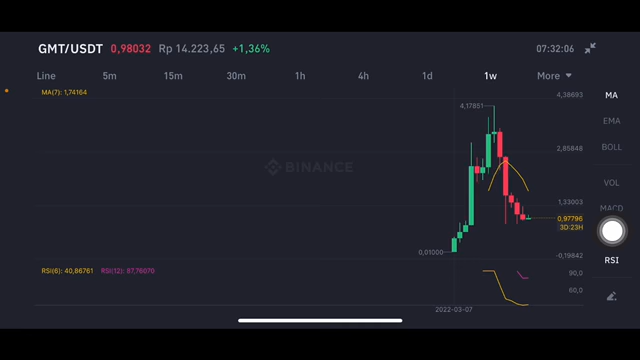 GMT/USDT 0,98032 Rp 14.223,65 +1,36% 07:32:06
Line 5m 15m 30m 1h 4h 1d 1w More
MA(7): 1,74164
4,38693
MA
4,17851
EMA
2,85848
BOLL
BINANCE
VOL
1,33003
MACD
0,97796
3D:23H
0,01000
-0,19842
RSI
RSI(6): 40,86761 RSI(12): 87,76070
90,0
60,0
2022-03-07